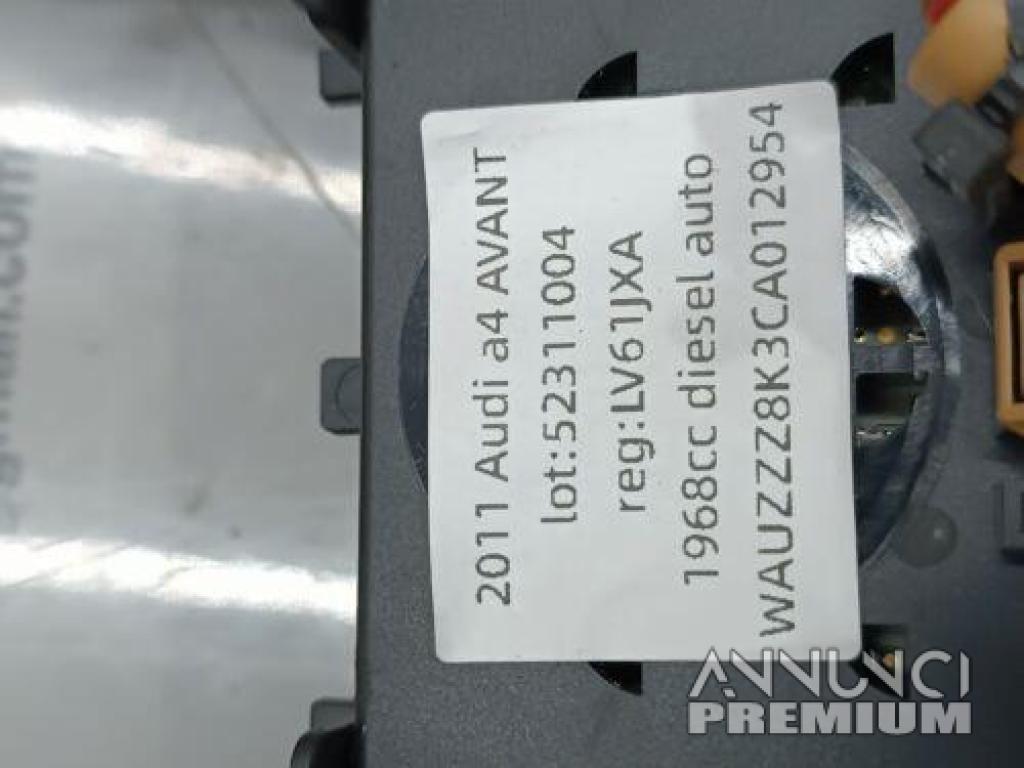 2011 Audi a4 AVANT
lot:52311004
reg:LV61JXA
1968cc diesel auto
WAUZZZ8K3CA012954
ANNUNCI
PREMIUM